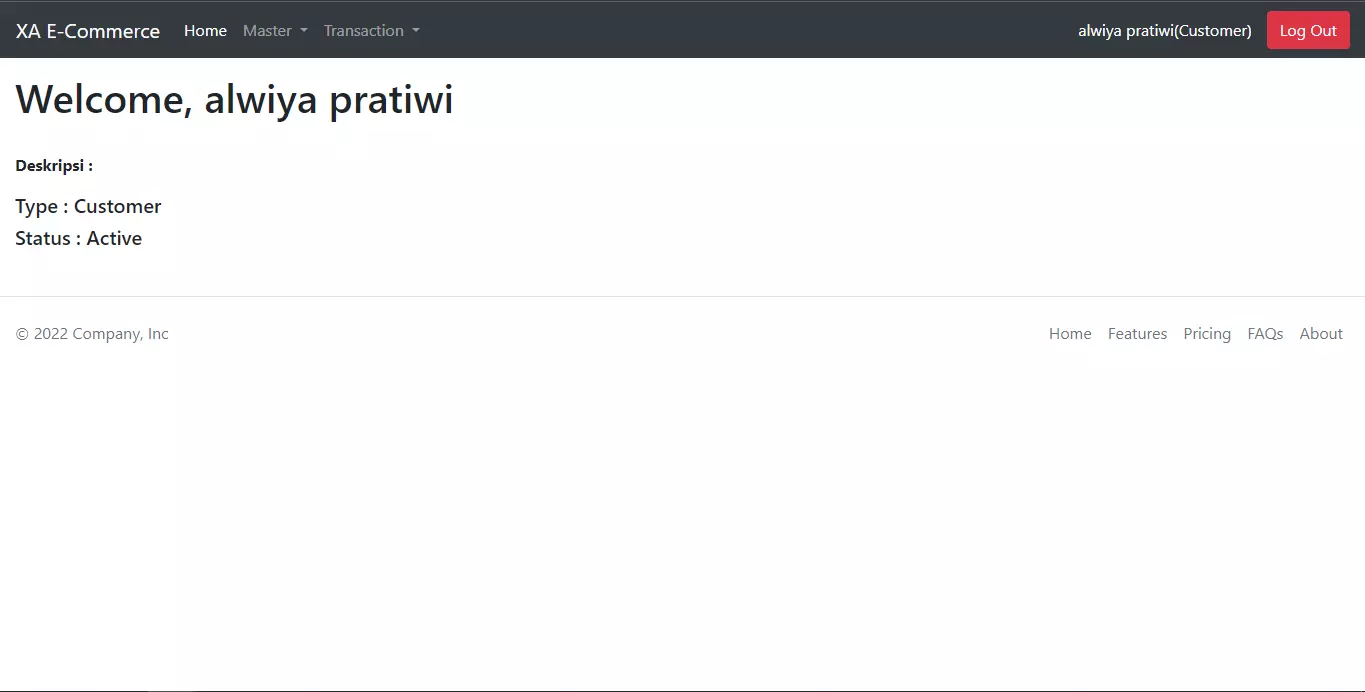 XA E-Commerce Home Master Transaction alwiya pratiwi(Customer) Log Out
Welcome, alwiya pratiwi
Deskripsi :
Type : Customer
Status : Active
© 2022 Company, Inc Home Features Pricing FAQs About